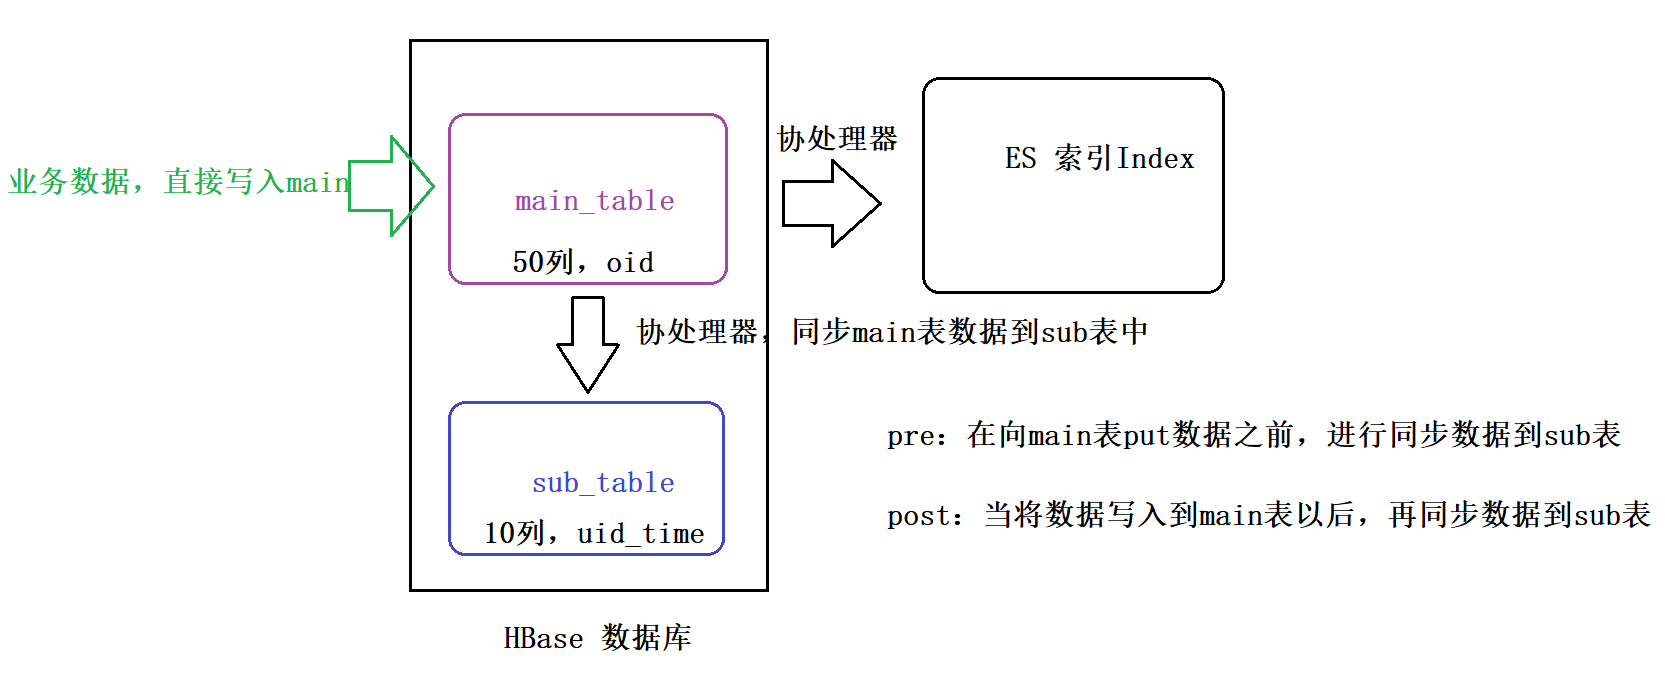 业务数据，直接写入main
main_table
50列，oid
协处理器
ES 索引Index
协处理器，同步main表数据到sub表中
sub_table
10列，uid_time
pre：在向main表put数据之前，进行同步数据到sub表
post：当将数据写入到main表以后，再同步数据到sub表
HBase 数据库